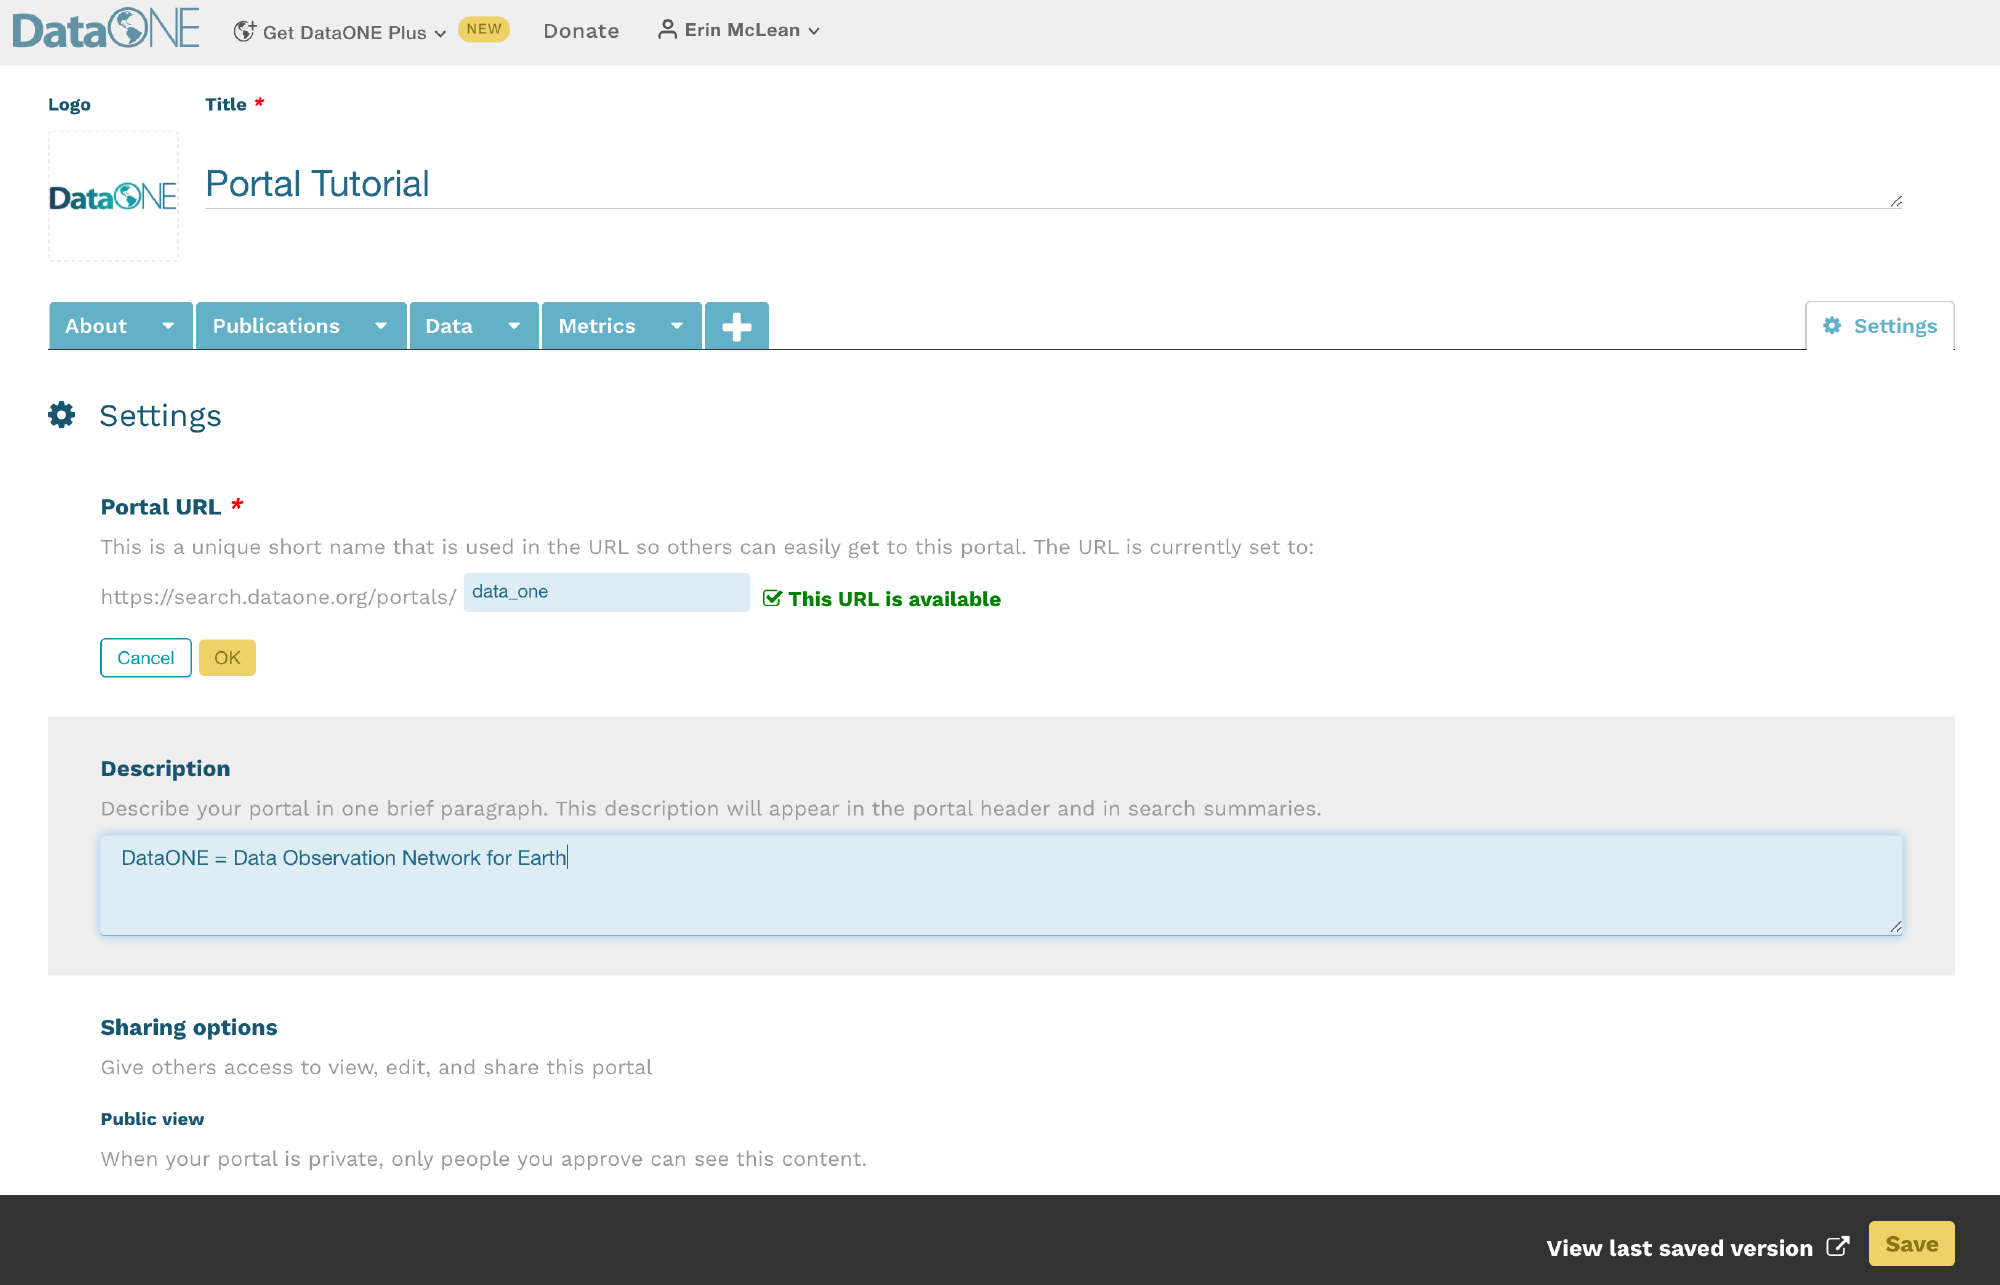 DataONE Get DataONE Plus NEW Donate Erin McLean
Logo Title *
DataONE
Portal Tutorial
About Publications Data Metrics Settings
Settings
Portal URL *
This is a unique short name that is used in the URL so others can easily get to this portal. The URL is currently set to:
https://search.dataone.org/portals/ data_one This URL is available
Cancel OK
Description
Describe your portal in one brief paragraph. This description will appear in the portal header and in search summaries.
DataONE = Data Observation Network for Earth
Sharing options
Give others access to view, edit, and share this portal
Public view
When your portal is private, only people you approve can see this content.
View last saved version Save